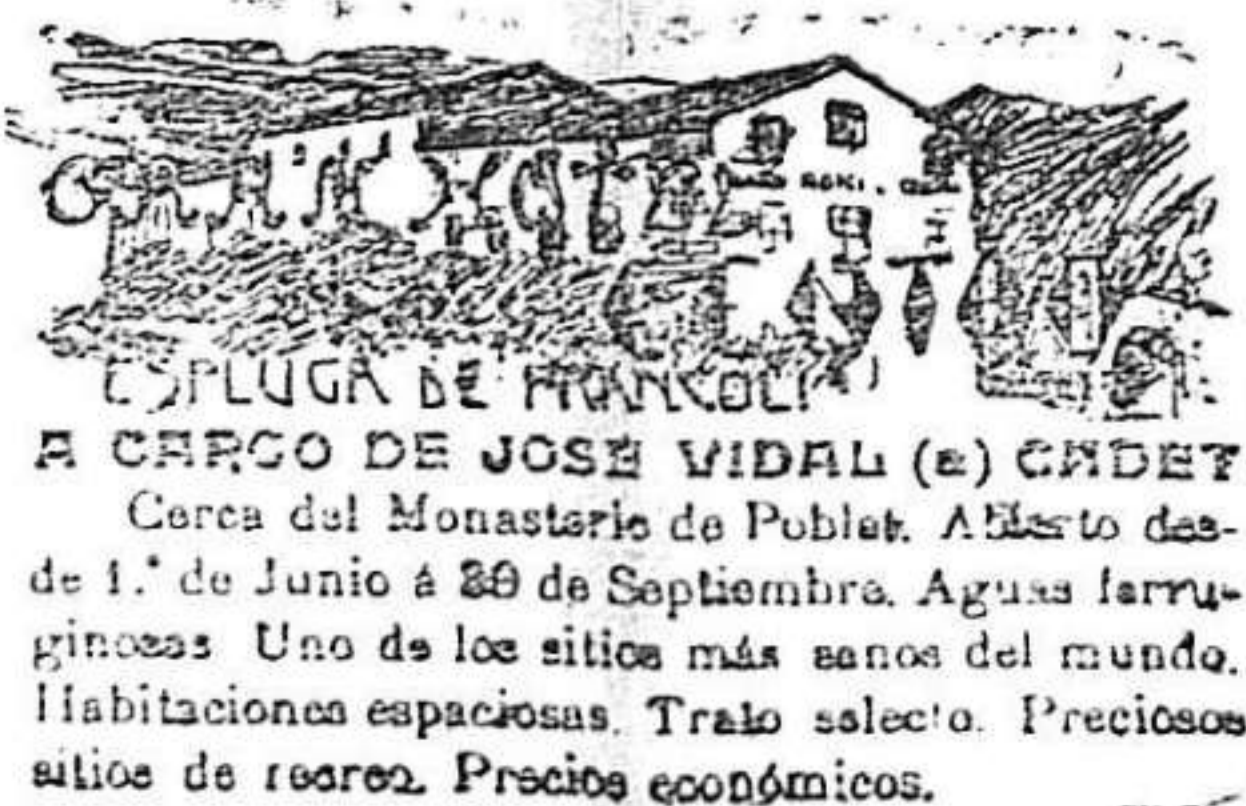 ESPLUGA DE FRANCOLI
A CARGO DE JOSÉ VIDAL (a) CADET
Cerca del Monasterio de Poblet. Abierto des-
de 1.° de Junio á 30 de Septiembre. Aguas ferru-
ginosas Uno de los sitios más sanos del mundo.
Habitaciones espaciosas. Trato selecto. Preciosos
sitios de recreo. Precios económicos.